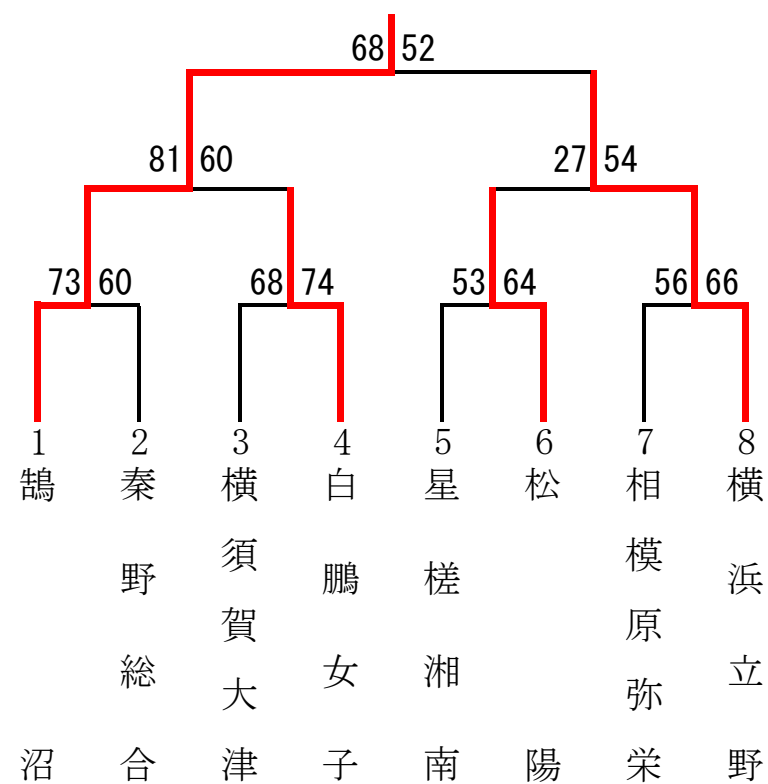 68 52
81 60
27 54
73 60
68 74
53 64
56 66
1 鵠沼
2 秦野総合
3 横須賀大津
4 白鵬女子
5 星槎湘南
6 松陽
7 相模原弥栄
8 横浜立野